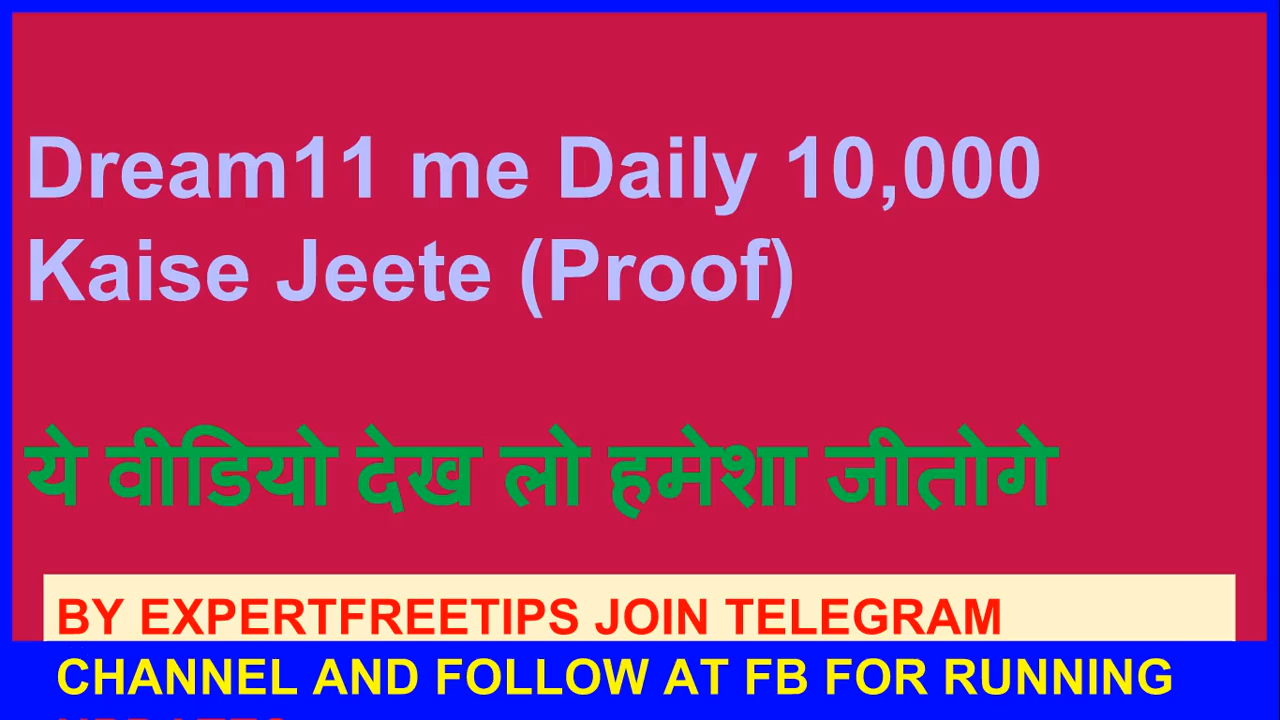 Dream11 me Daily 10,000
Kaise Jeete (Proof)
ये वीडियो देख लो हमेशा जीतोगे
BY EXPERTFREETIPS JOIN TELEGRAM
CHANNEL AND FOLLOW AT FB FOR RUNNING